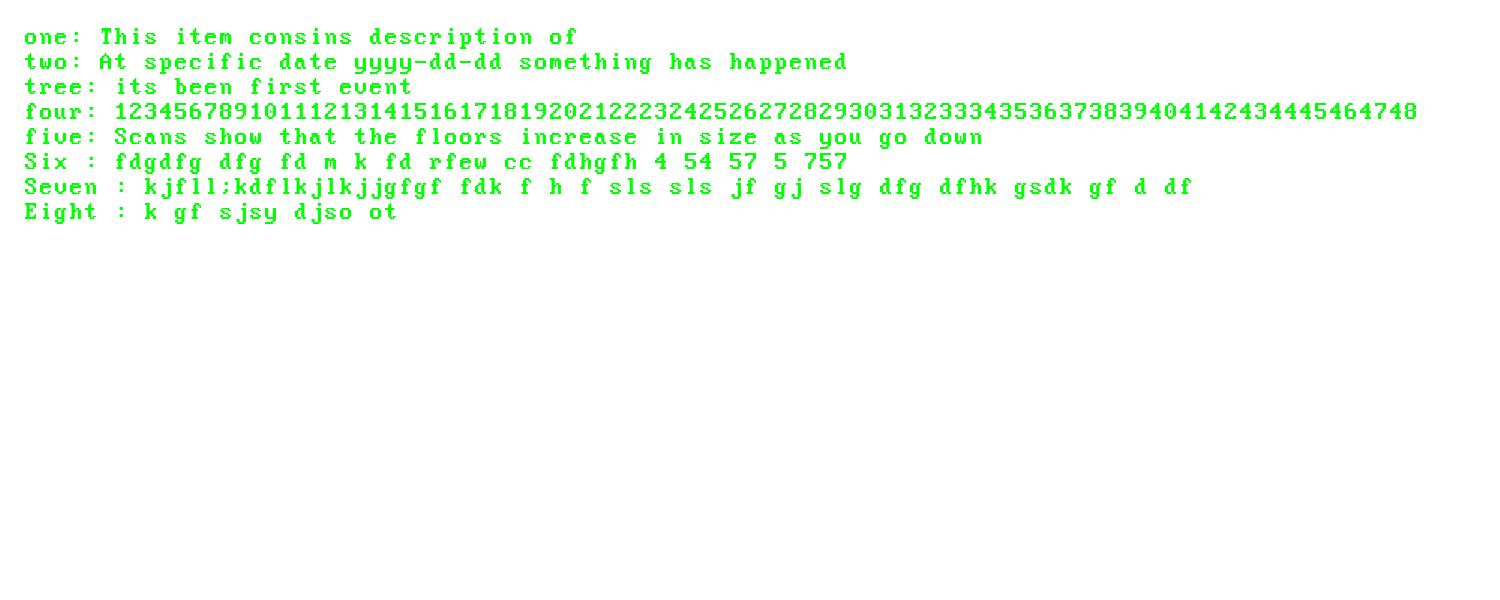 one: This item consins description of
two: At specific date yyyy-dd-dd something has happened
tree: its been first event
four: 123456789101112131415161718192021222324252627282930313233343536373839404142434445464748
five: Scans show that the floors increase in size as you go down
Six : fdgdfg dfg fd m k fd rfew cc fdhgfh 4 54 57 5 757
Seven : kjfll;kdflkjlkjjgfgf fdk f h f sls sls jf gj slg dfg dfhk gsdk gf d df
Eight : k gf sjsy djso ot